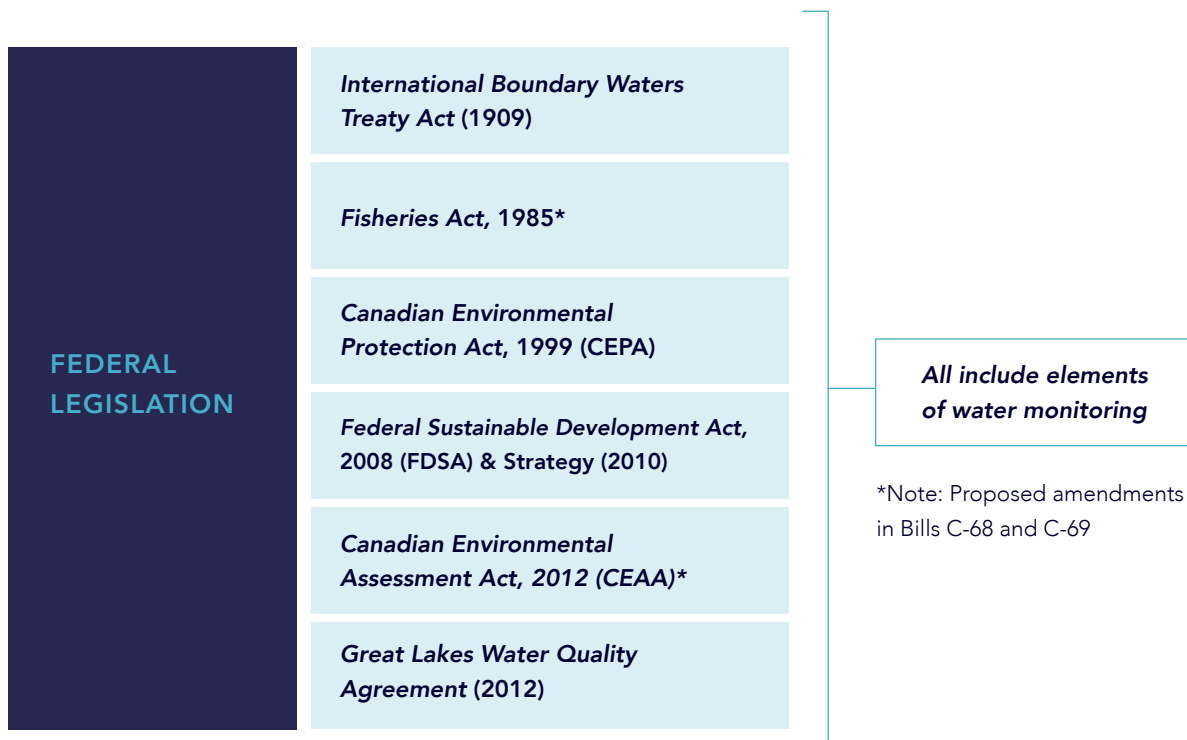 FEDERAL
LEGISLATION
International Boundary Waters
Treaty Act (1909)
Fisheries Act, 1985*
Canadian Environmental
Protection Act, 1999 (CEPA)
Federal Sustainable Development Act,
2008 (FDSA) & Strategy (2010)
Canadian Environmental
Assessment Act, 2012 (CEAA)*
Great Lakes Water Quality
Agreement (2012)
All include elements
of water monitoring
*Note: Proposed amendments
in Bills C-68 and C-69